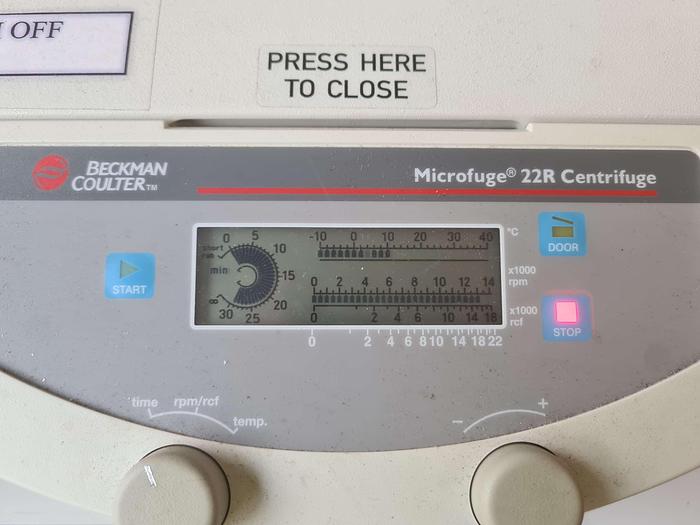 OFF
PRESS HERE
TO CLOSE
BECKMAN
COULTER™
Microfuge® 22R Centrifuge
START
0 5 10 15 20 25 30 ∞
short
run
min
-10 0 10 20 30 40 °C
0 2 4 6 8 10 12 14 x1000
rpm
0 2 4 6 10 14 18 x1000
rcf
0 2 4 6 8 10 12 14 18 22
DOOR
STOP
time rpm/rcf temp.
− +